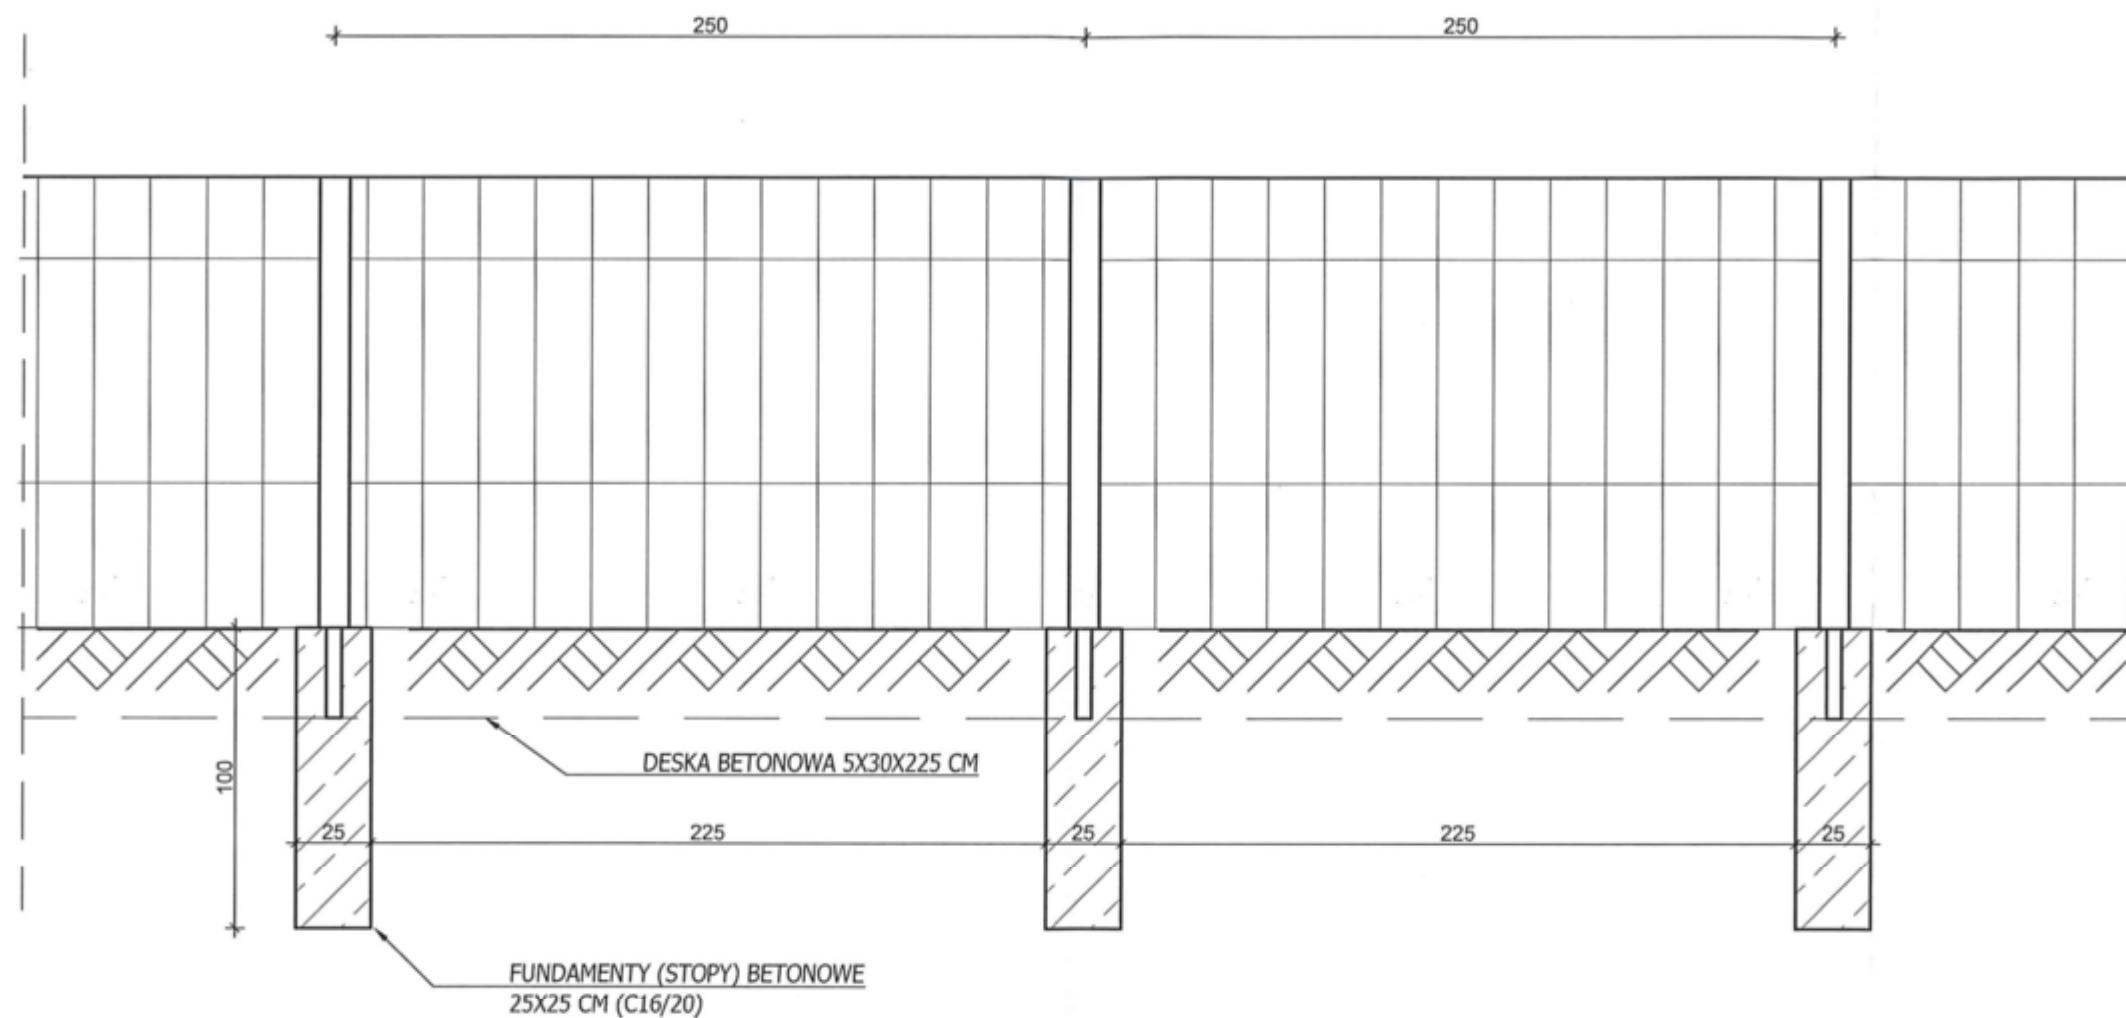 250
250
DESKA BETONOWA 5X30X225 CM
100
25
225
25
225
25
FUNDAMENTY (STOPY) BETONOWE
25X25 CM (C16/20)